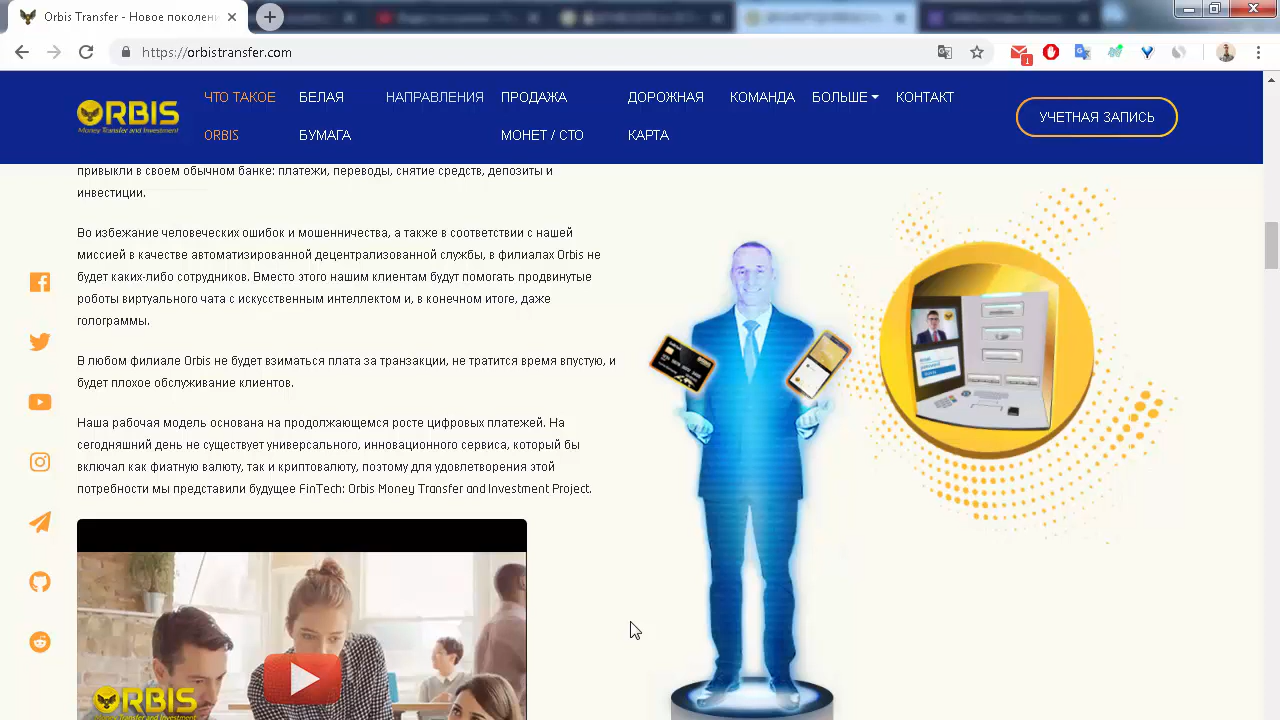 Orbis Transfer - Новое поколени
https://orbistransfer.com
1
ORBIS
Money Transfer and Investment
ЧТО ТАКОЕ
ORBIS
БЕЛАЯ
БУМАГА
НАПРАВЛЕНИЯ
ПРОДАЖА
МОНЕТ / СТО
ДОРОЖНАЯ
КАРТА
КОМАНДА
БОЛЬШЕ
КОНТАКТ
УЧЕТНАЯ ЗАПИСЬ
привыкли в своем обычном банке: платежи, переводы, снятие средств, депозиты и
инвестиции.
Во избежание человеческих ошибок и мошенничества, а также в соответствии с нашей
миссией в качестве автоматизированной децентрализованной службы, в филиалах Orbis не
будет каких-либо сотрудников. Вместо этого нашим клиентам будут помогать продвинутые
роботы виртуального чата с искусственным интеллектом и, в конечном итоге, даже
голограммы.
В любом филиале Orbis не будет взиматься плата за транзакции, не тратится время впустую, и
будет плохое обслуживание клиентов.
Наша рабочая модель основана на продолжающемся росте цифровых платежей. На
сегодняшний день не существует универсального, инновационного сервиса, который бы
включал как фиатную валюту, так и криптовалюту, поэтому для удовлетворения этой
потребности мы представили будущее FinTech: Orbis Money Transfer and Investment Project.
ORBIS
Money Transfer and Investment